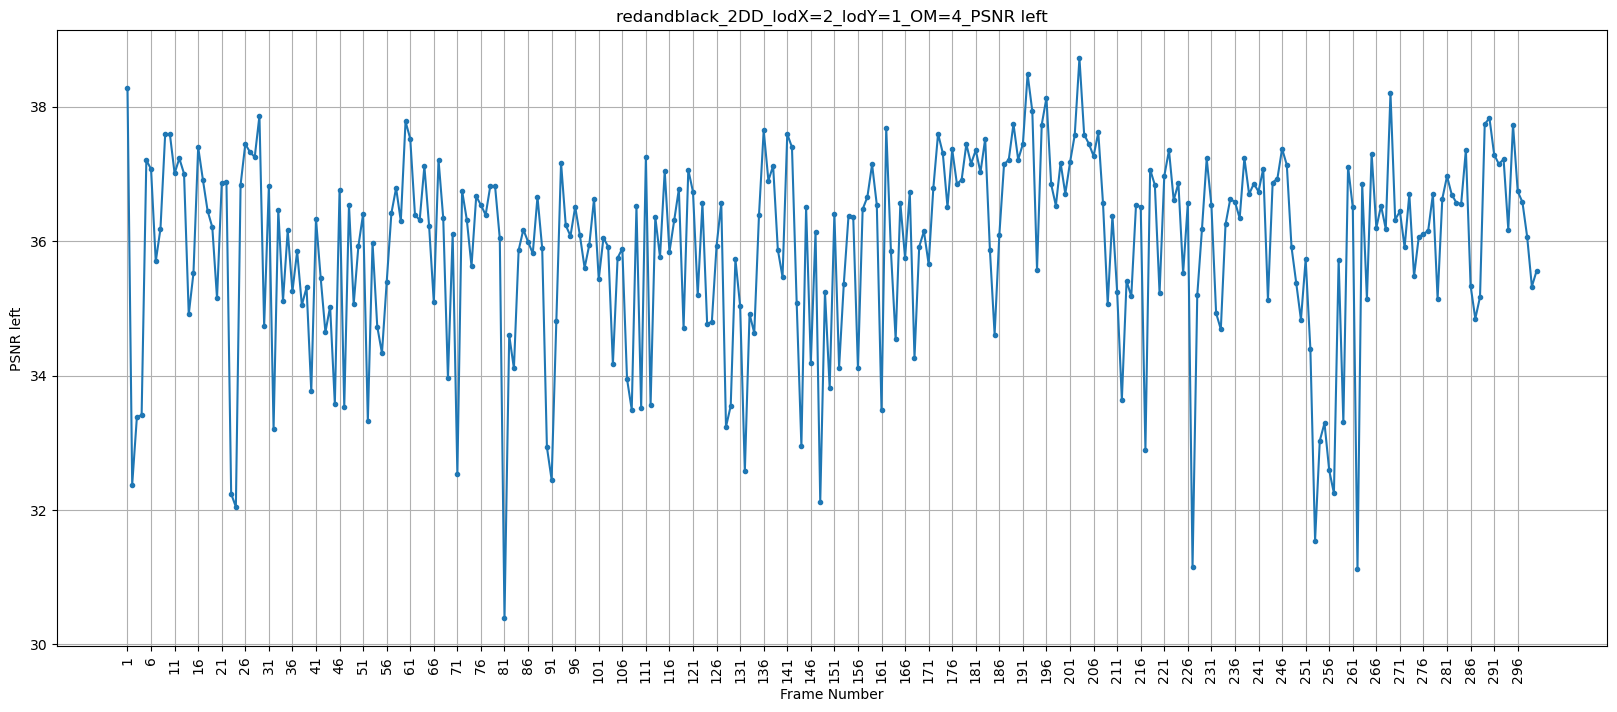 redandblack_2DD_lodX=2_lodY=1_OM=4_PSNR left
PSNR left
38
36
34
32
30
1 6 11 16 21 26 31 36 41 46 51 56 61 66 71 76 81 86 91 96 101 106 111 116 121 126 131 136 141 146 151 156 161 166 171 176 181 186 191 196 201 206 211 216 221 226 231 236 241 246 251 256 261 266 271 276 281 286 291 296
Frame Number